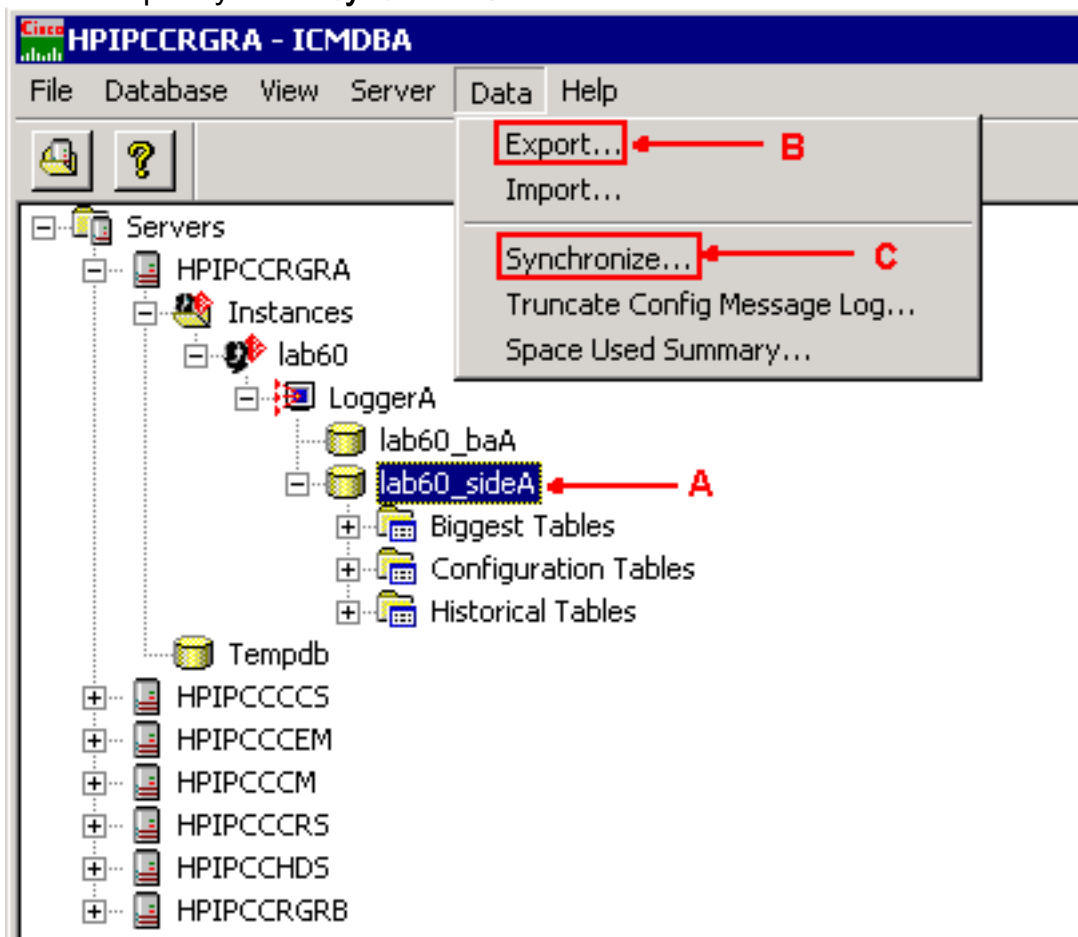 Cisco HPIPCCRGRA - ICMDBA
File Database View Server Data Help
Export... B
Import...
Synchronize... C
Truncate Config Message Log...
Space Used Summary...
Servers
HPIPCCRGRA
Instances
lab60
LoggerA
lab60_baA
lab60_sideA A
Biggest Tables
Configuration Tables
Historical Tables
Tempdb
HPIPCCCCS
HPIPCCCEM
HPIPCCCM
HPIPCCCRS
HPIPCCHDS
HPIPCCRGRB